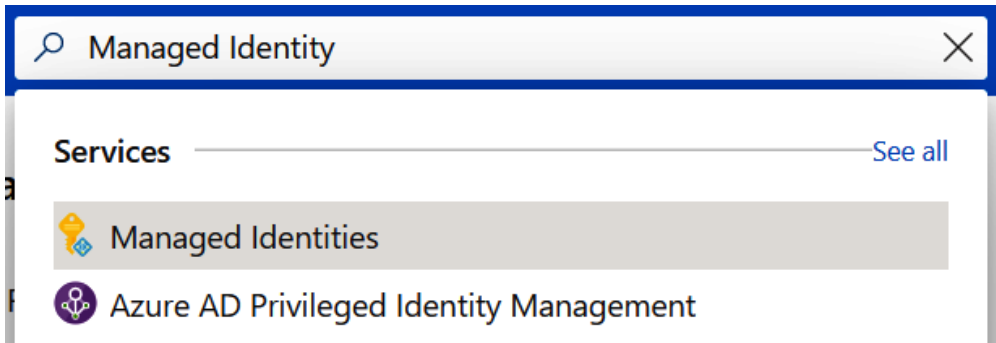 Managed Identity
Services
See all
a
F
Managed Identities
Azure AD Privileged Identity Management